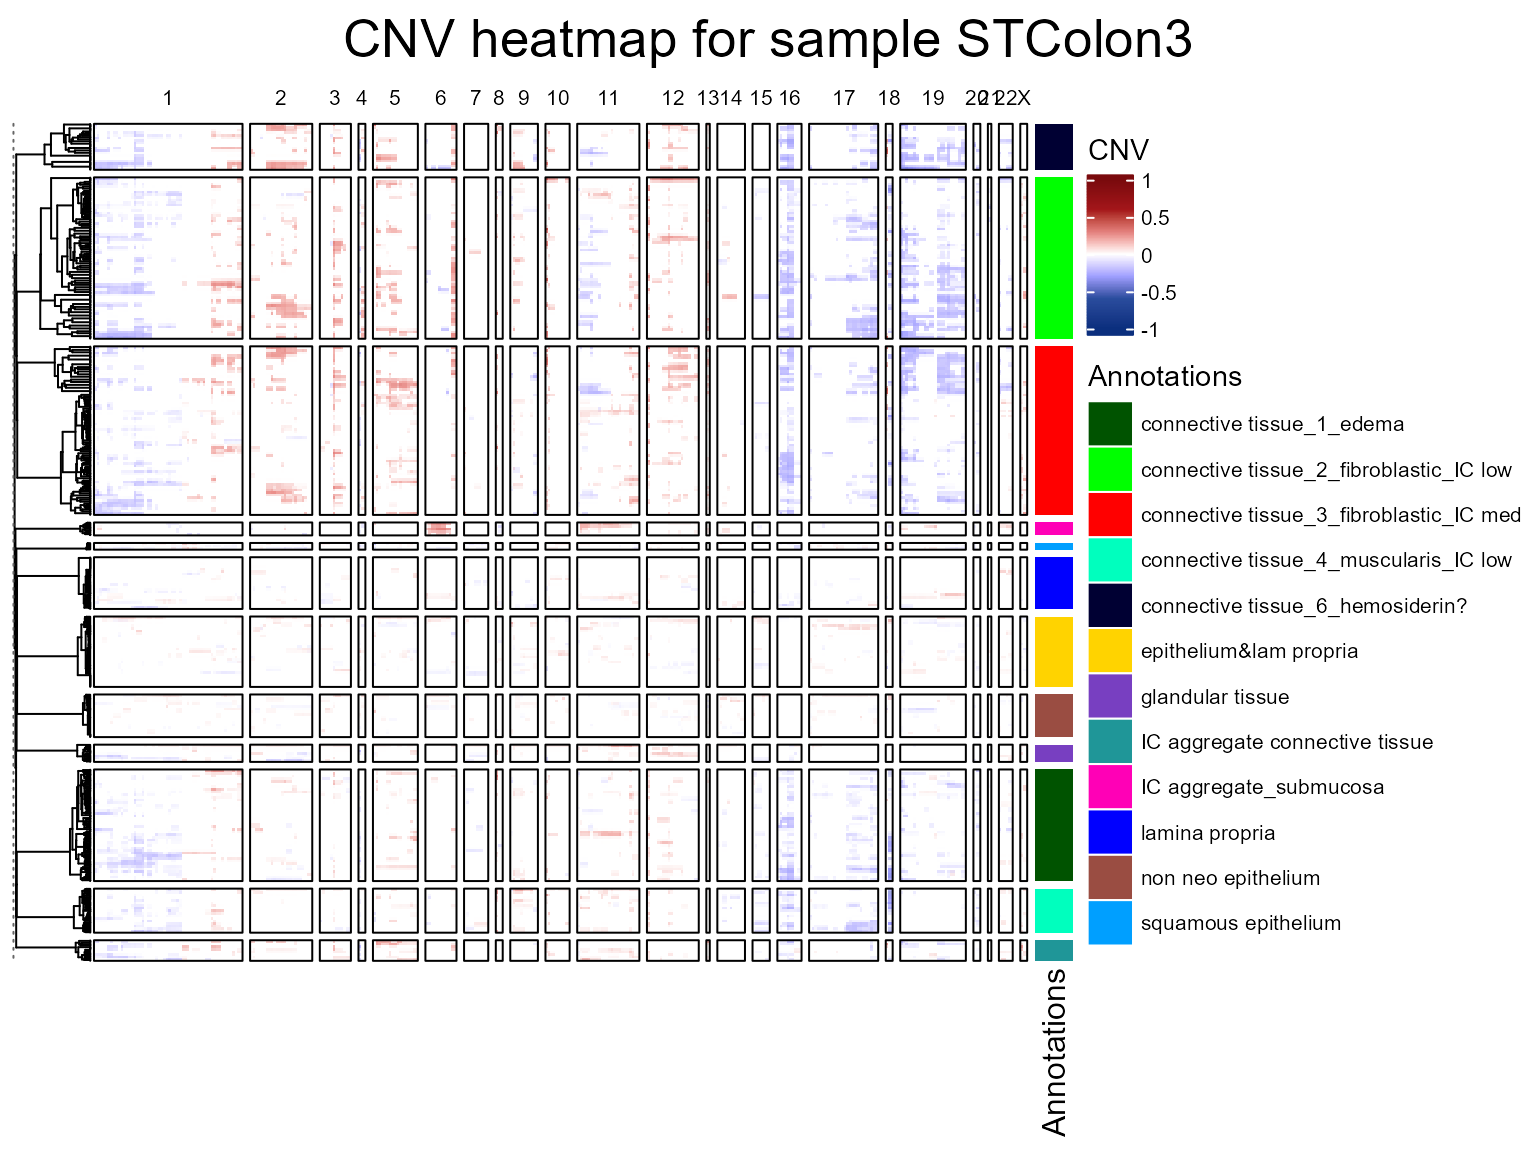 CNV heatmap for sample STColon3
1 2 3 4 5 6 7 8 9 10 11 12 13 14 15 16 17 18 19 20 21 22 X
CNV
1
0.5
0
-0.5
-1
Annotations
connective tissue_1_edema
connective tissue_2_fibroblastic_IC low
connective tissue_3_fibroblastic_IC med
connective tissue_4_muscularis_IC low
connective tissue_6_hemosiderin?
epithelium&lam propria
glandular tissue
IC aggregate connective tissue
IC aggregate_submucosa
lamina propria
non neo epithelium
squamous epithelium
Annotations